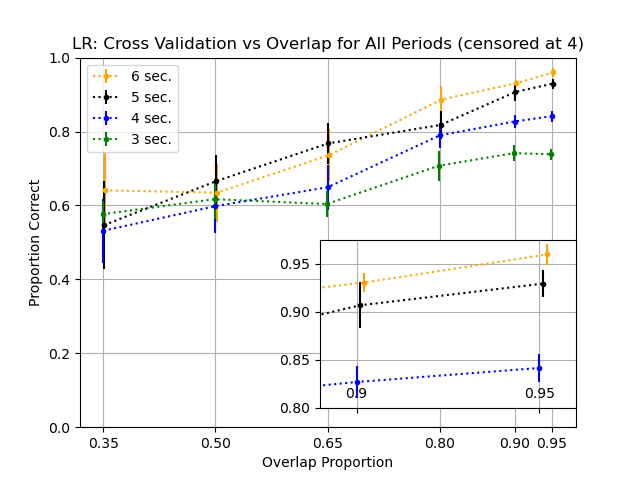 LR: Cross Validation vs Overlap for All Periods (censored at 4)
1.0
0.8
0.6
0.4
0.2
0.0
Proportion Correct
6 sec.
5 sec.
4 sec.
3 sec.
0.95
0.90
0.85
0.80
0.9
0.95
0.35
0.50
0.65
0.80
0.90
0.95
Overlap Proportion